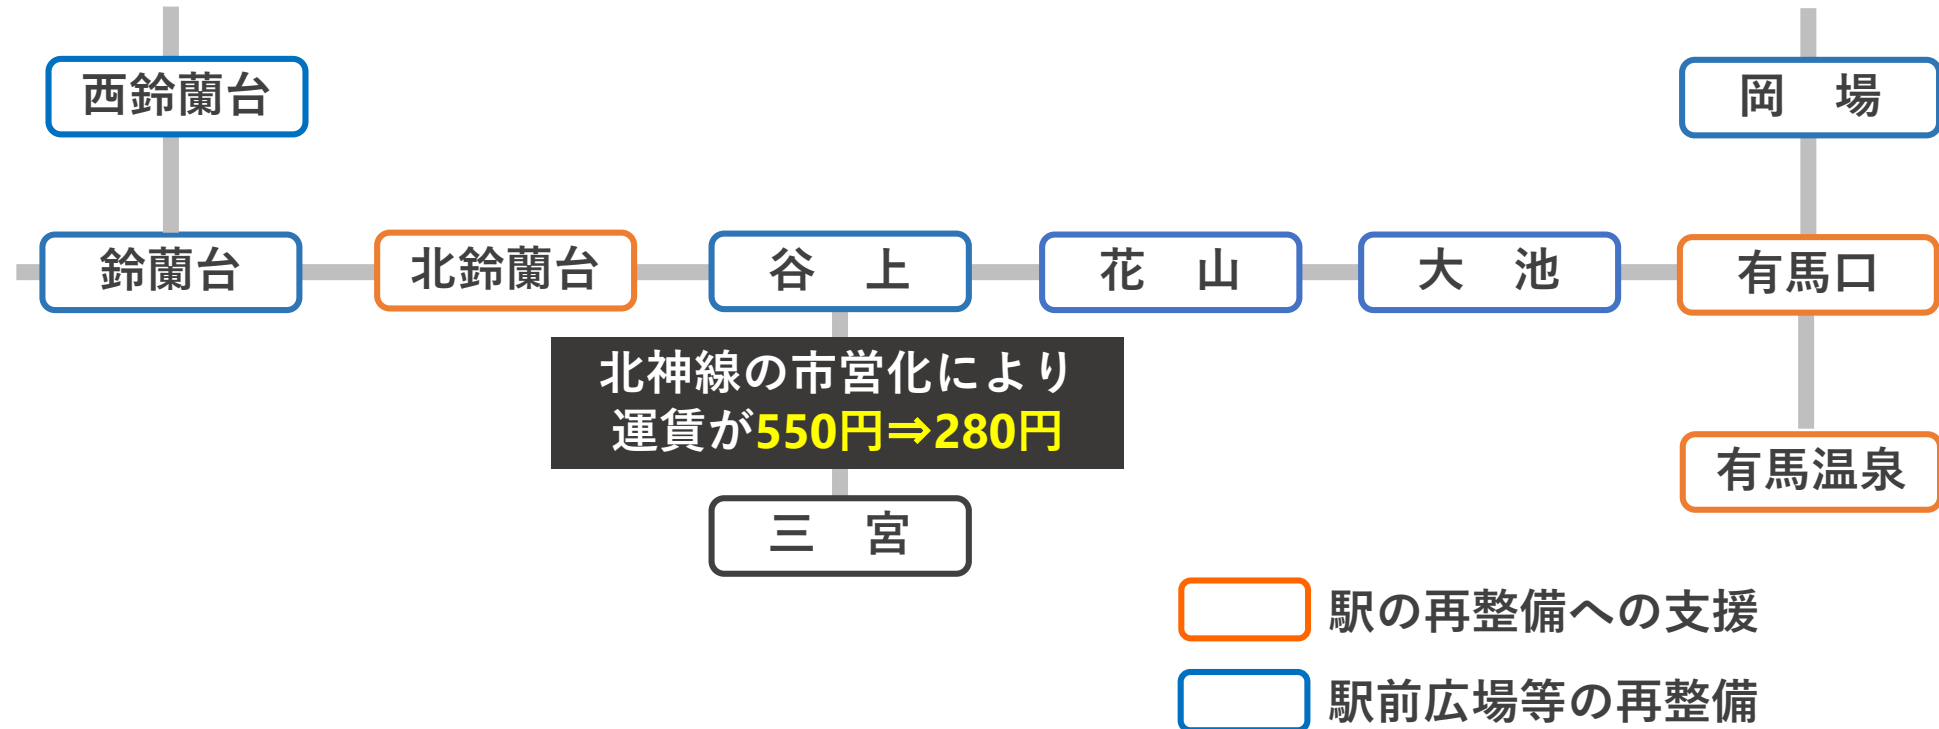 西鈴蘭台
岡　場
鈴蘭台
北鈴蘭台
谷　上
花　山
大　池
有馬口
北神線の市営化により
運賃が550円⇒280円
有馬温泉
三　宮
駅の再整備への支援
駅前広場等の再整備